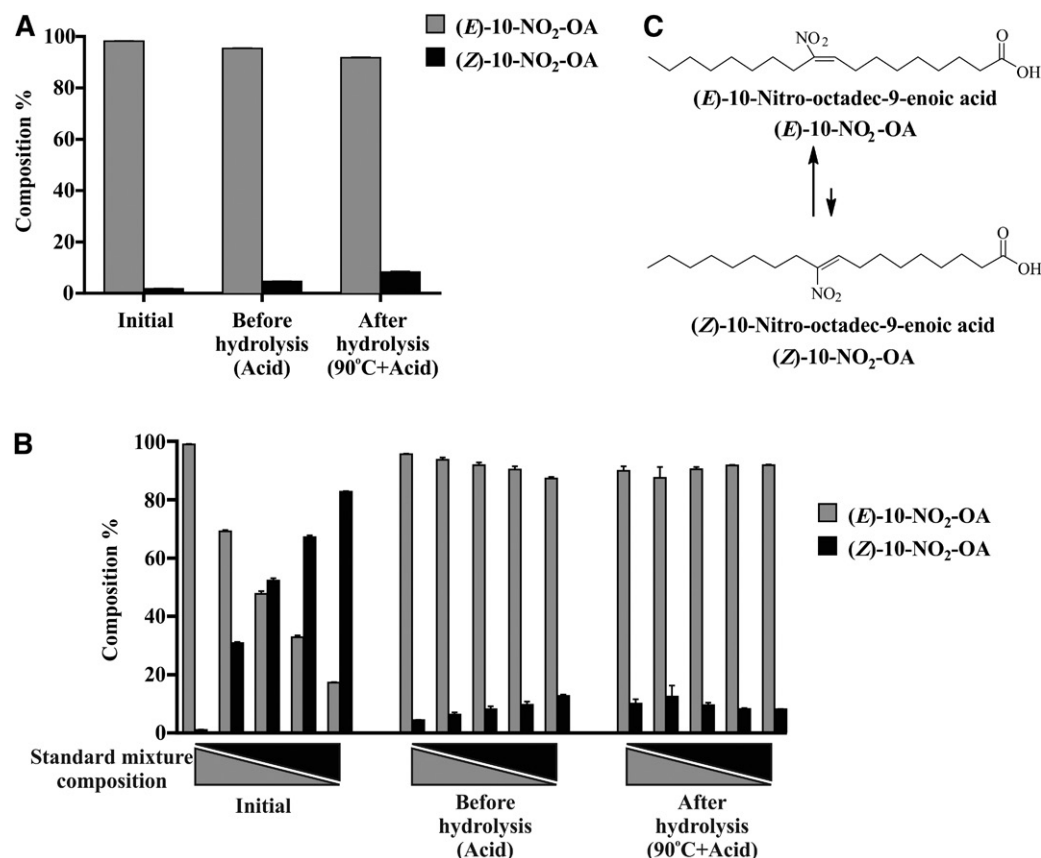 A
Composition %
100
80
60
40
20
0
Initial
Before
hydrolysis
(Acid)
After
hydrolysis
(90°C+Acid)
(E)-10-NO2-OA
(Z)-10-NO2-OA
C
NO2
O
OH
(E)-10-Nitro-octadec-9-enoic acid
(E)-10-NO2-OA
O
OH
NO2
(Z)-10-Nitro-octadec-9-enoic acid
(Z)-10-NO2-OA
B
Composition %
100
80
60
40
20
0
Standard mixture
composition
Initial
Before
hydrolysis
(Acid)
After
hydrolysis
(90°C+Acid)
(E)-10-NO2-OA
(Z)-10-NO2-OA